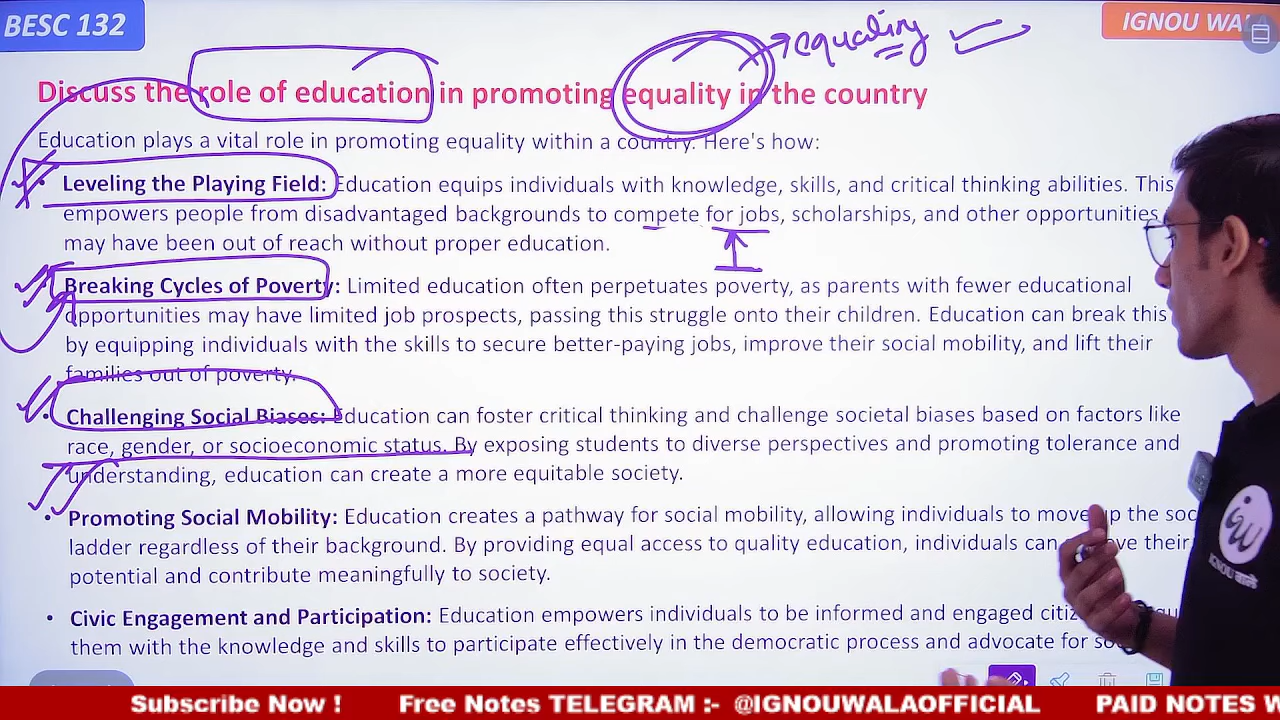 BESC 132
IGNOU WA
equality
Discuss the role of education in promoting equality in the country
Education plays a vital role in promoting equality within a country. Here's how:
• Leveling the Playing Field: Education equips individuals with knowledge, skills, and critical thinking abilities. This
empowers people from disadvantaged backgrounds to compete for jobs, scholarships, and other opportunities
may have been out of reach without proper education.
Breaking Cycles of Poverty: Limited education often perpetuates poverty, as parents with fewer educational
opportunities may have limited job prospects, passing this struggle onto their children. Education can break this
by equipping individuals with the skills to secure better-paying jobs, improve their social mobility, and lift their
families out of poverty.
• Challenging Social Biases: Education can foster critical thinking and challenge societal biases based on factors like
race, gender, or socioeconomic status. By exposing students to diverse perspectives and promoting tolerance and
understanding, education can create a more equitable society.
• Promoting Social Mobility: Education creates a pathway for social mobility, allowing individuals to move up the soc
ladder regardless of their background. By providing equal access to quality education, individuals can their
potential and contribute meaningfully to society.
• Civic Engagement and Participation: Education empowers individuals to be informed and engaged
them with the knowledge and skills to participate effectively in the democratic process and advocate for
IGNOU वाले
Subscribe Now ! Free Notes TELEGRAM :- @IGNOUWALAOFFICIAL PAID NOTES W